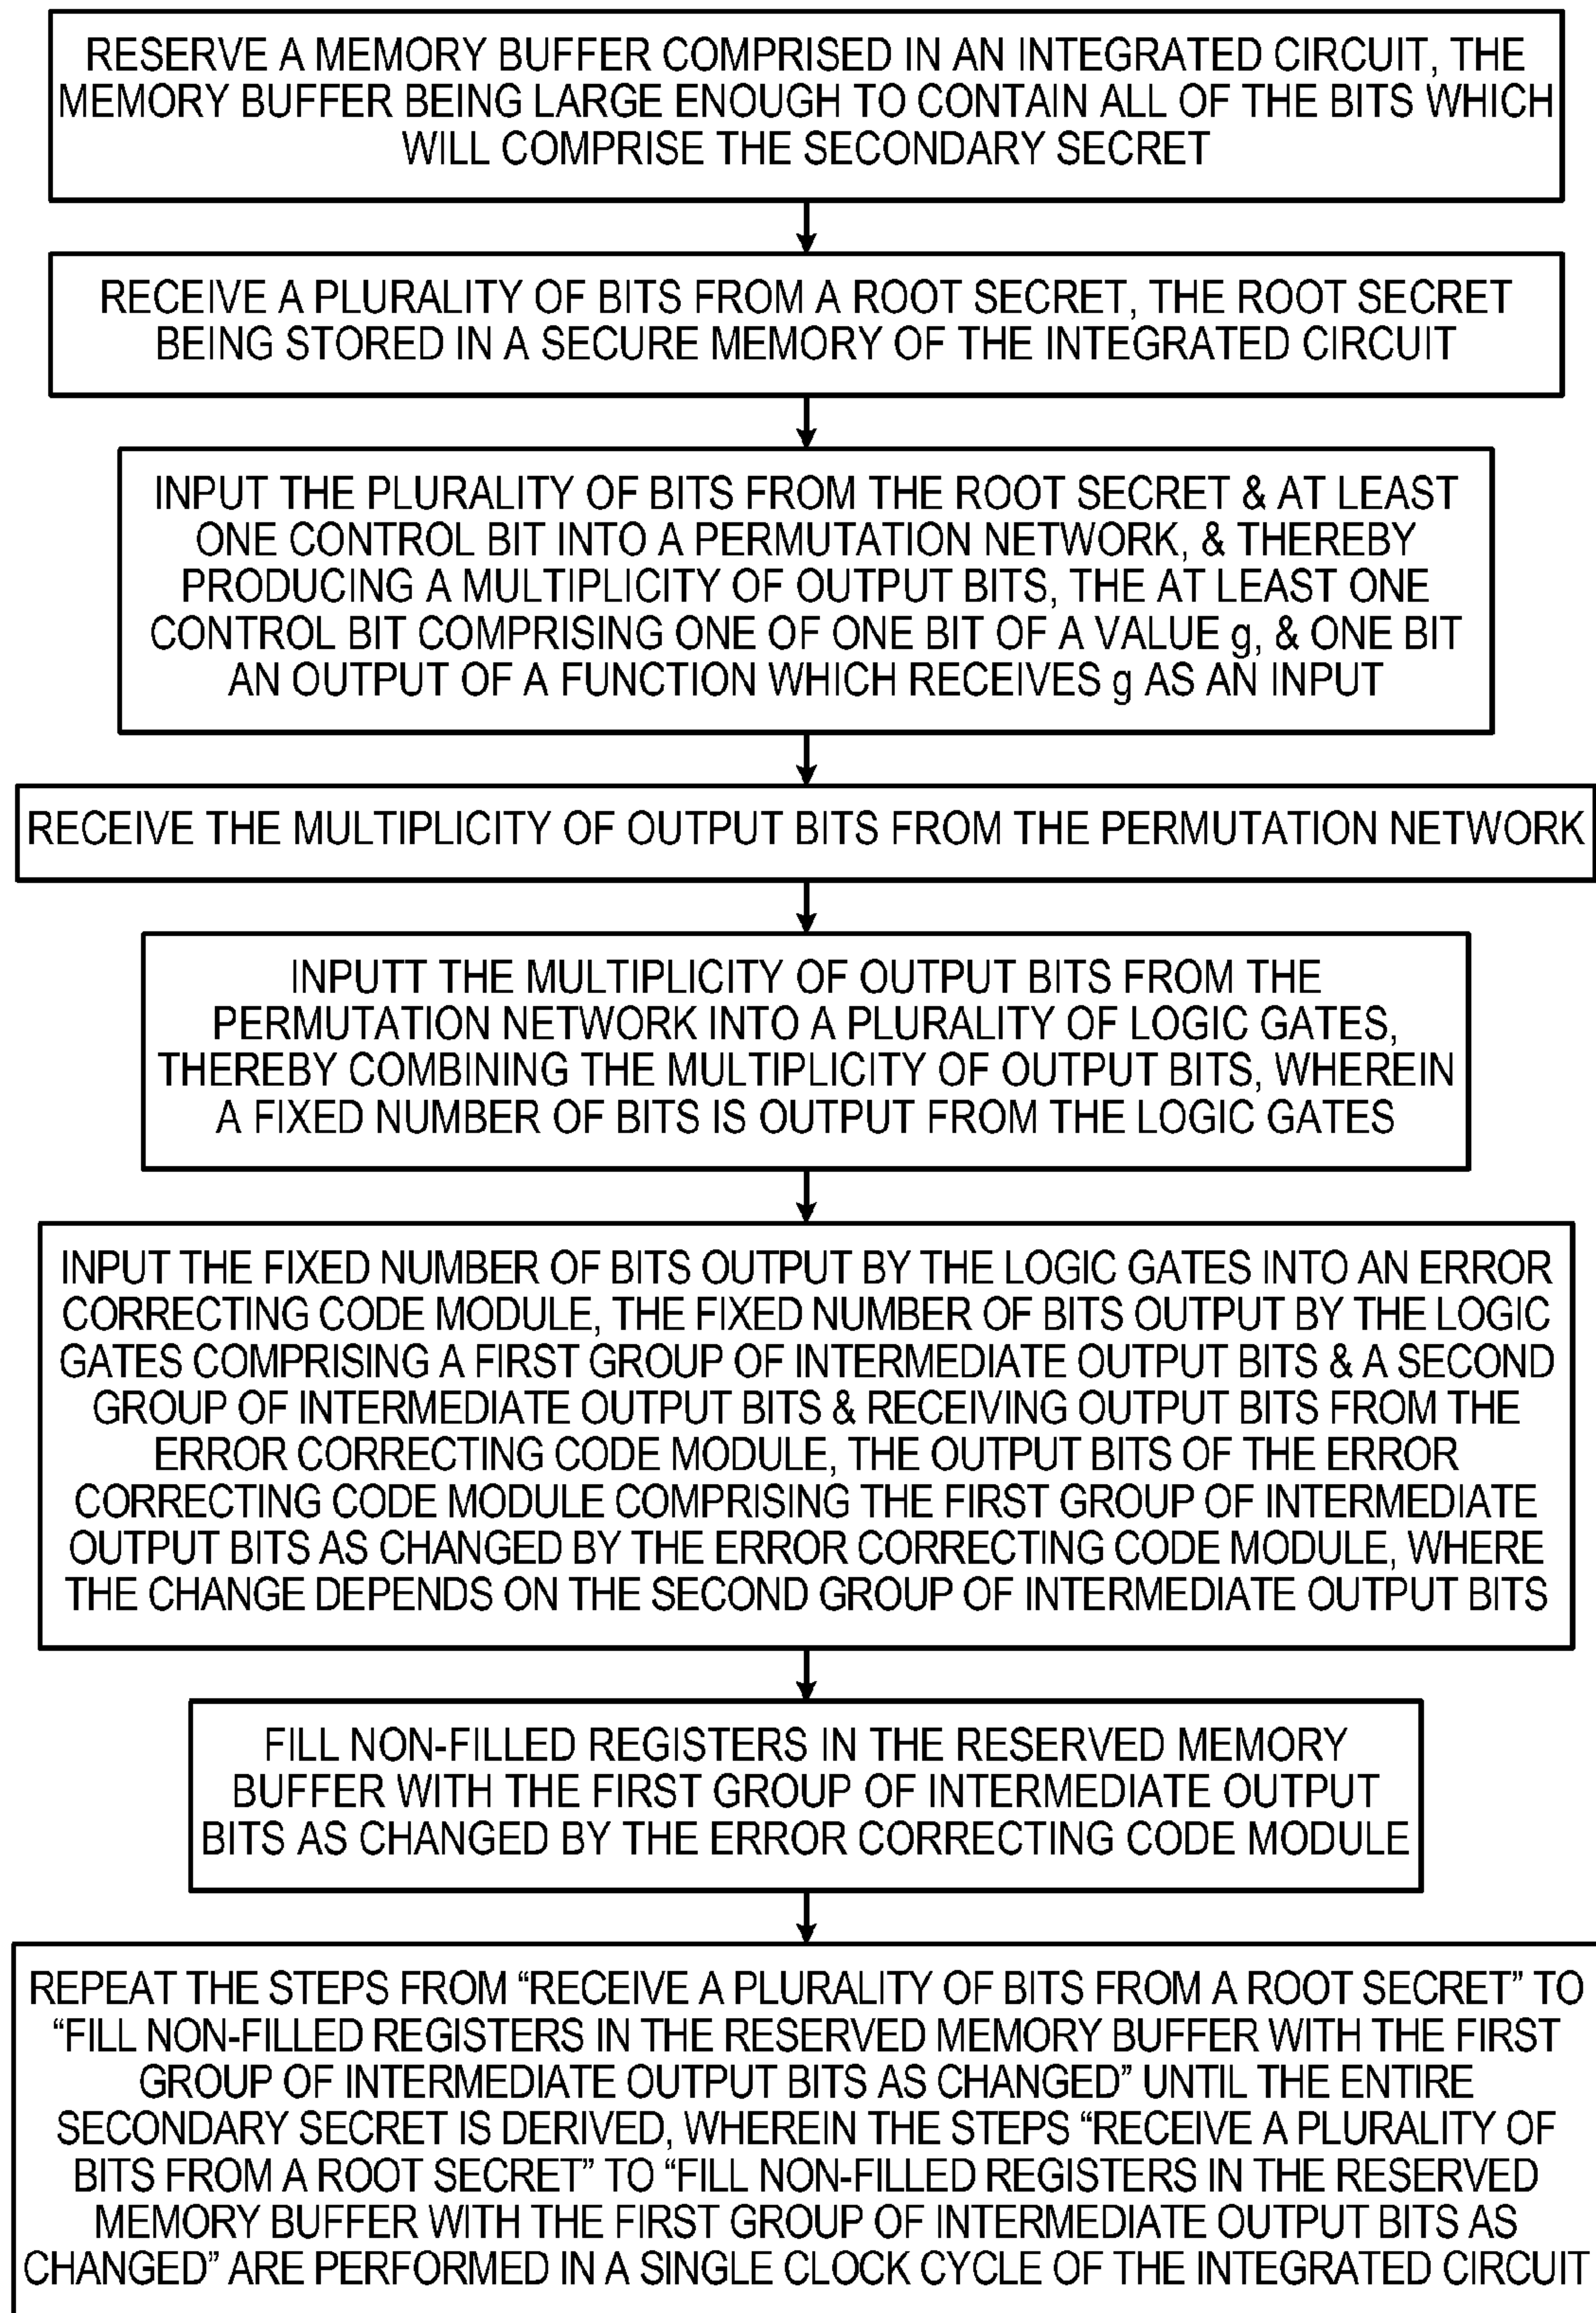 RESERVE A MEMORY BUFFER COMPRISED IN AN INTEGRATED CIRCUIT, THE
MEMORY BUFFER BEING LARGE ENOUGH TO CONTAIN ALL OF THE BITS WHICH
WILL COMPRISE THE SECONDARY SECRET
RECEIVE A PLURALITY OF BITS FROM A ROOT SECRET, THE ROOT SECRET
BEING STORED IN A SECURE MEMORY OF THE INTEGRATED CIRCUIT
INPUT THE PLURALITY OF BITS FROM THE ROOT SECRET & AT LEAST
ONE CONTROL BIT INTO A PERMUTATION NETWORK, & THEREBY
PRODUCING A MULTIPLICITY OF OUTPUT BITS, THE AT LEAST ONE
CONTROL BIT COMPRISING ONE OF ONE BIT OF A VALUE g, & ONE BIT
AN OUTPUT OF A FUNCTION WHICH RECEIVES g AS AN INPUT
RECEIVE THE MULTIPLICITY OF OUTPUT BITS FROM THE PERMUTATION NETWORK
INPUTT THE MULTIPLICITY OF OUTPUT BITS FROM THE
PERMUTATION NETWORK INTO A PLURALITY OF LOGIC GATES,
THEREBY COMBINING THE MULTIPLICITY OF OUTPUT BITS, WHEREIN
A FIXED NUMBER OF BITS IS OUTPUT FROM THE LOGIC GATES
INPUT THE FIXED NUMBER OF BITS OUTPUT BY THE LOGIC GATES INTO AN ERROR
CORRECTING CODE MODULE, THE FIXED NUMBER OF BITS OUTPUT BY THE LOGIC
GATES COMPRISING A FIRST GROUP OF INTERMEDIATE OUTPUT BITS & A SECOND
GROUP OF INTERMEDIATE OUTPUT BITS & RECEIVING OUTPUT BITS FROM THE
ERROR CORRECTING CODE MODULE, THE OUTPUT BITS OF THE ERROR
CORRECTING CODE MODULE COMPRISING THE FIRST GROUP OF INTERMEDIATE
OUTPUT BITS AS CHANGED BY THE ERROR CORRECTING CODE MODULE, WHERE
THE CHANGE DEPENDS ON THE SECOND GROUP OF INTERMEDIATE OUTPUT BITS
FILL NON-FILLED REGISTERS IN THE RESERVED MEMORY
BUFFER WITH THE FIRST GROUP OF INTERMEDIATE OUTPUT
BITS AS CHANGED BY THE ERROR CORRECTING CODE MODULE
REPEAT THE STEPS FROM “RECEIVE A PLURALITY OF BITS FROM A ROOT SECRET” TO
“FILL NON-FILLED REGISTERS IN THE RESERVED MEMORY BUFFER WITH THE FIRST
GROUP OF INTERMEDIATE OUTPUT BITS AS CHANGED” UNTIL THE ENTIRE
SECONDARY SECRET IS DERIVED, WHEREIN THE STEPS “RECEIVE A PLURALITY OF
BITS FROM A ROOT SECRET” TO “FILL NON-FILLED REGISTERS IN THE RESERVED
MEMORY BUFFER WITH THE FIRST GROUP OF INTERMEDIATE OUTPUT BITS AS
CHANGED” ARE PERFORMED IN A SINGLE CLOCK CYCLE OF THE INTEGRATED CIRCUIT